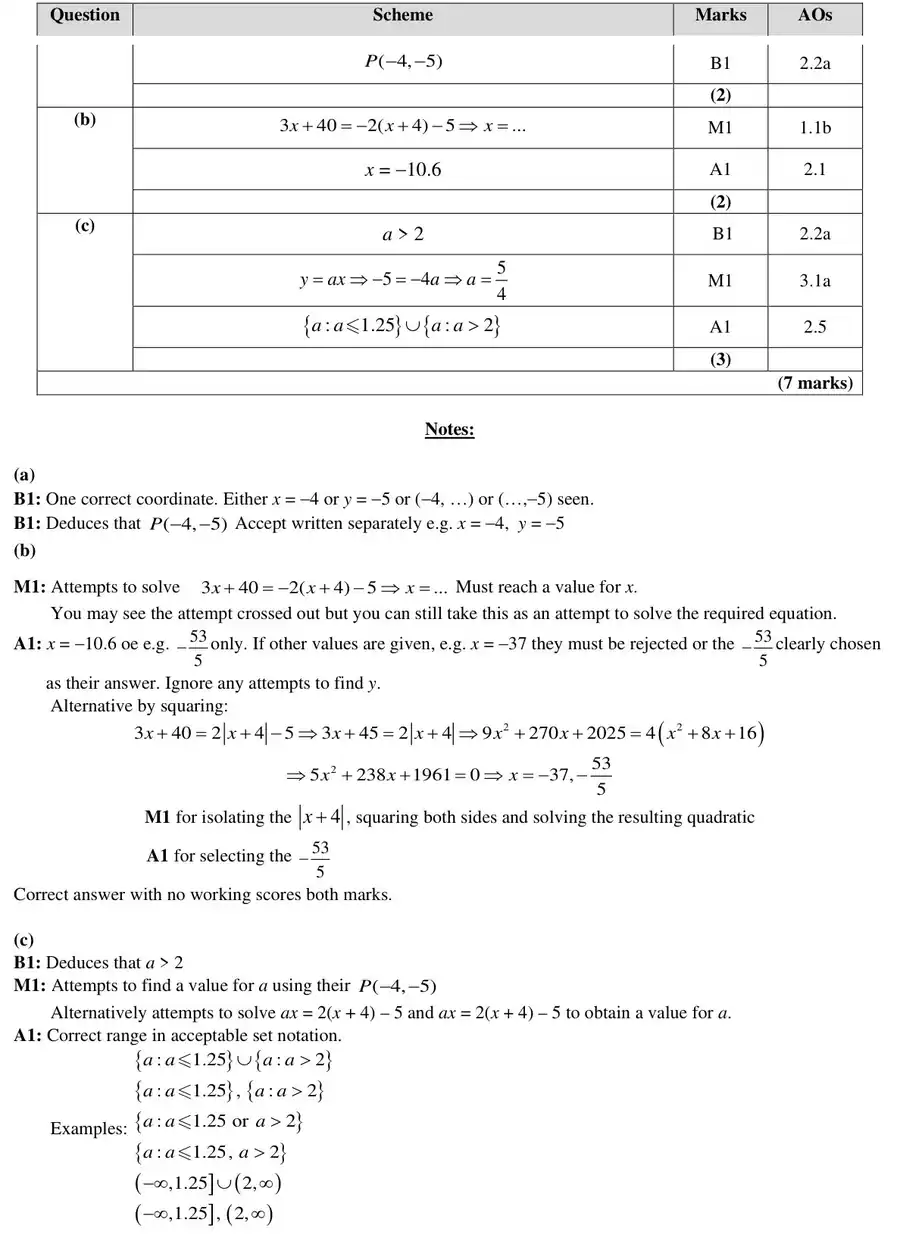 Question Scheme Marks AOs
P(−4,−5) B1 2.2a
(2)
(b) 3x + 40 = −2(x + 4) − 5 ⇒ x = ... M1 1.1b
x = −10.6 A1 2.1
(2)
(c) a > 2 B1 2.2a
y = ax ⇒ −5 = −4a ⇒ a = 5/4 M1 3.1a
{a : a ⩽ 1.25} ∪ {a : a > 2} A1 2.5
(3)
(7 marks)
Notes:
(a)
B1: One correct coordinate. Either x = −4 or y = −5 or (−4, …) or (…,−5) seen.
B1: Deduces that P(−4,−5) Accept written separately e.g. x = −4, y = −5
(b)
M1: Attempts to solve 3x + 40 = −2(x + 4) − 5 ⇒ x = ... Must reach a value for x.
You may see the attempt crossed out but you can still take this as an attempt to solve the required equation.
A1: x = −10.6 oe e.g. −53/5 only. If other values are given, e.g. x = −37 they must be rejected or the −53/5 clearly chosen
as their answer. Ignore any attempts to find y.
Alternative by squaring:
3x + 40 = 2|x + 4| − 5 ⇒ 3x + 45 = 2|x + 4| ⇒ 9x² + 270x + 2025 = 4(x² + 8x + 16)
⇒ 5x² + 238x + 1961 = 0 ⇒ x = −37, −53/5
M1 for isolating the |x + 4|, squaring both sides and solving the resulting quadratic
A1 for selecting the −53/5
Correct answer with no working scores both marks.
(c)
B1: Deduces that a > 2
M1: Attempts to find a value for a using their P(−4,−5)
Alternatively attempts to solve ax = 2(x + 4) – 5 and ax = 2(x + 4) – 5 to obtain a value for a.
A1: Correct range in acceptable set notation.
{a : a ⩽ 1.25} ∪ {a : a > 2}
{a : a ⩽ 1.25}, {a : a > 2}
Examples: {a : a ⩽ 1.25 or a > 2}
{a : a ⩽ 1.25, a > 2}
(−∞,1.25] ∪ (2,∞)
(−∞,1.25], (2,∞)